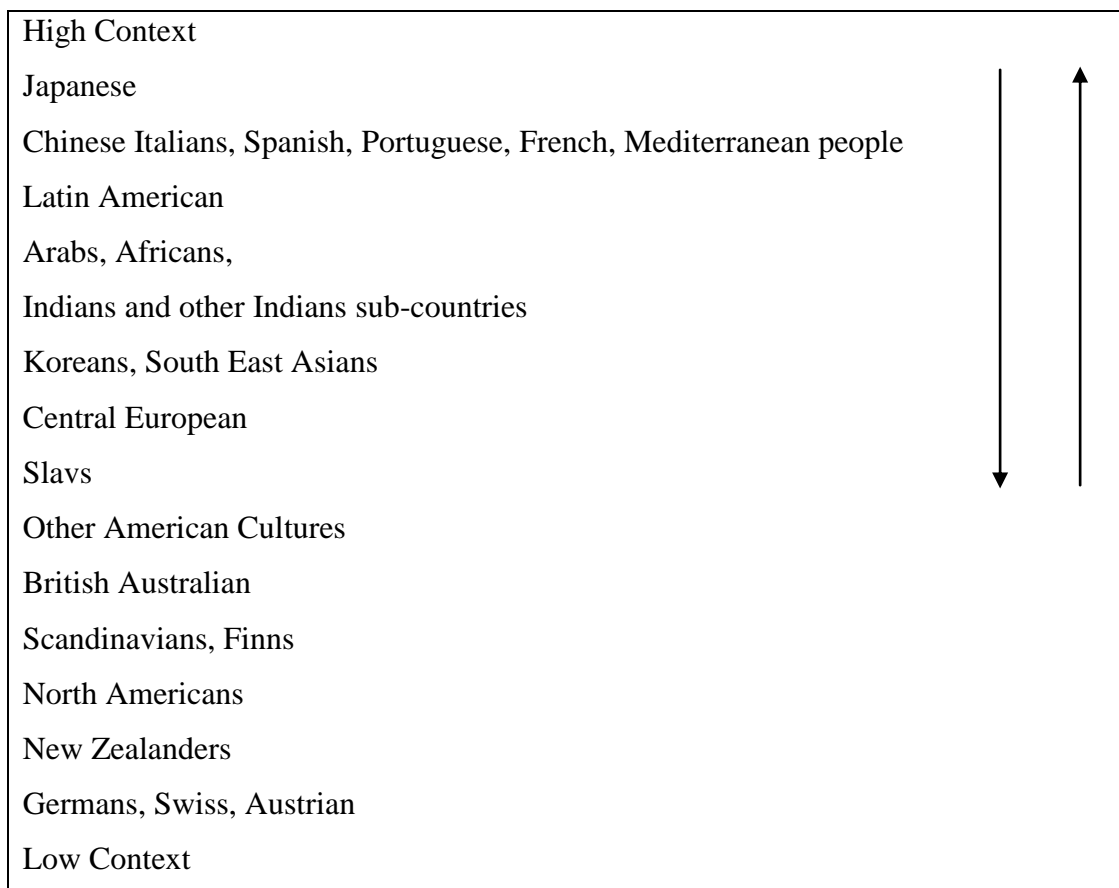 High Context
Japanese
Chinese Italians, Spanish, Portuguese, French, Mediterranean people
Latin American
Arabs, Africans,
Indians and other Indians sub-countries
Koreans, South East Asians
Central European
Slavs
Other American Cultures
British Australian
Scandinavians, Finns
North Americans
New Zealanders
Germans, Swiss, Austrian
Low Context